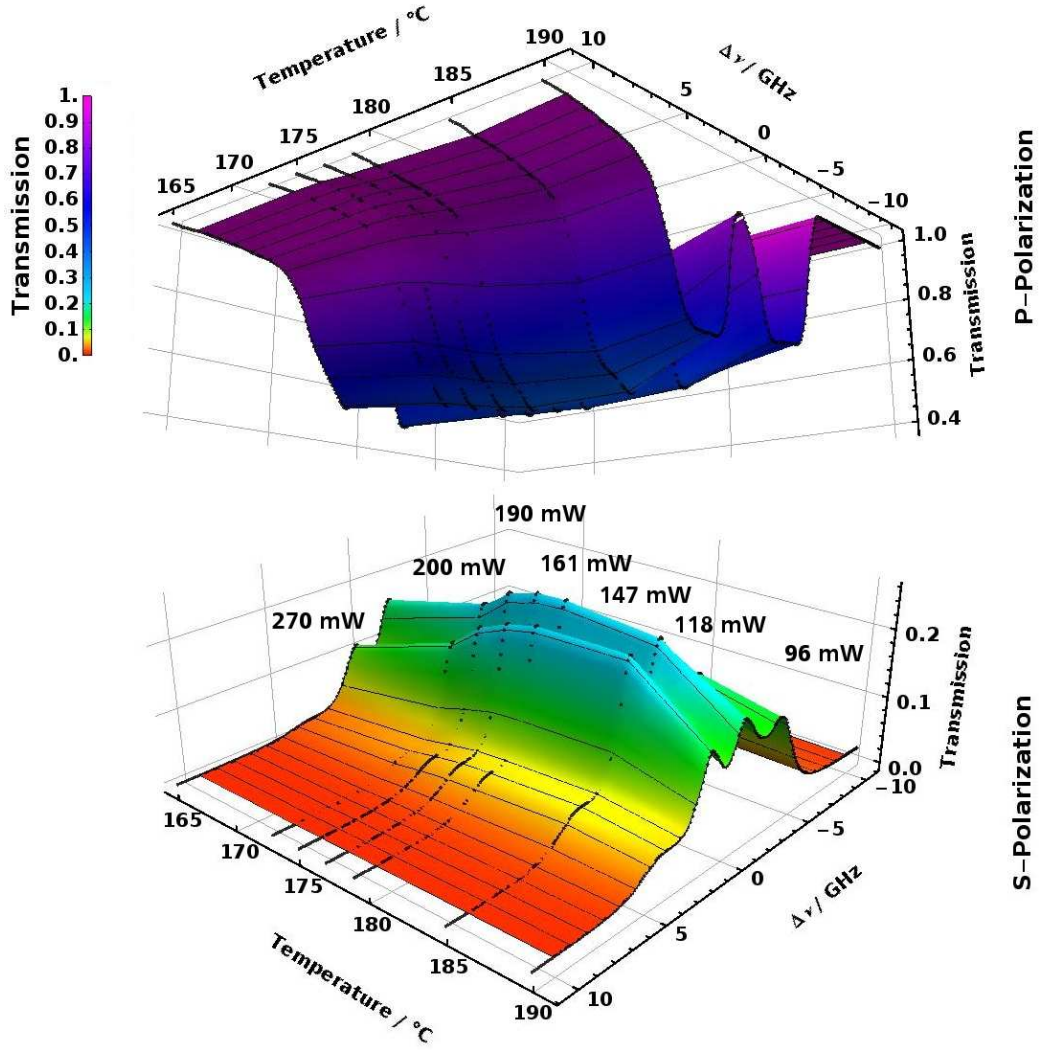 Temperature / °C
190
10
Δν / GHz
185
5
180
0
175
−5
170
−10
165
1.0
0.8
0.6
0.4
Transmission
P−Polarization
Transmission
1.
0.9
0.8
0.7
0.6
0.5
0.4
0.3
0.2
0.1
0.
190 mW
200 mW
161 mW
270 mW
147 mW
118 mW
96 mW
0.2
0.1
0.0
Transmission
−10
−5
0
5
10
Δν / GHz
165
170
175
180
185
190
Temperature / °C
S−Polarization